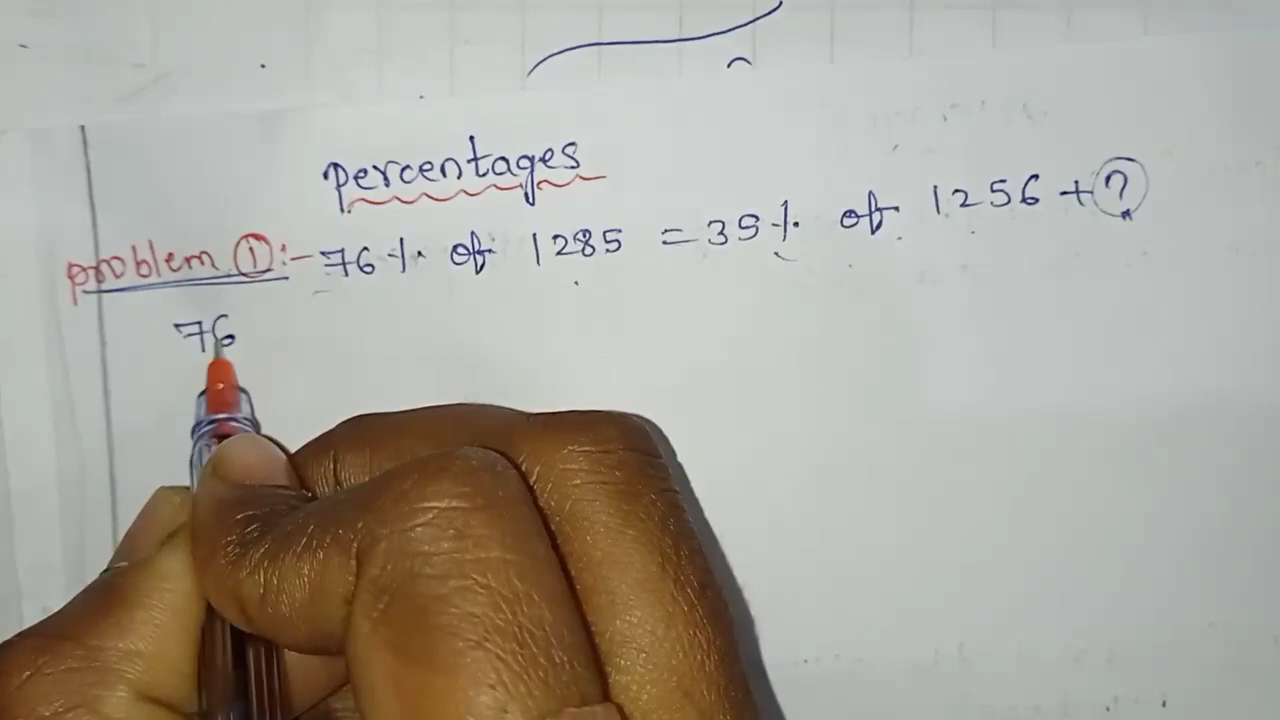 percentages
problem ①:- 76% of 1285 = 35% of 1256 + ?
76